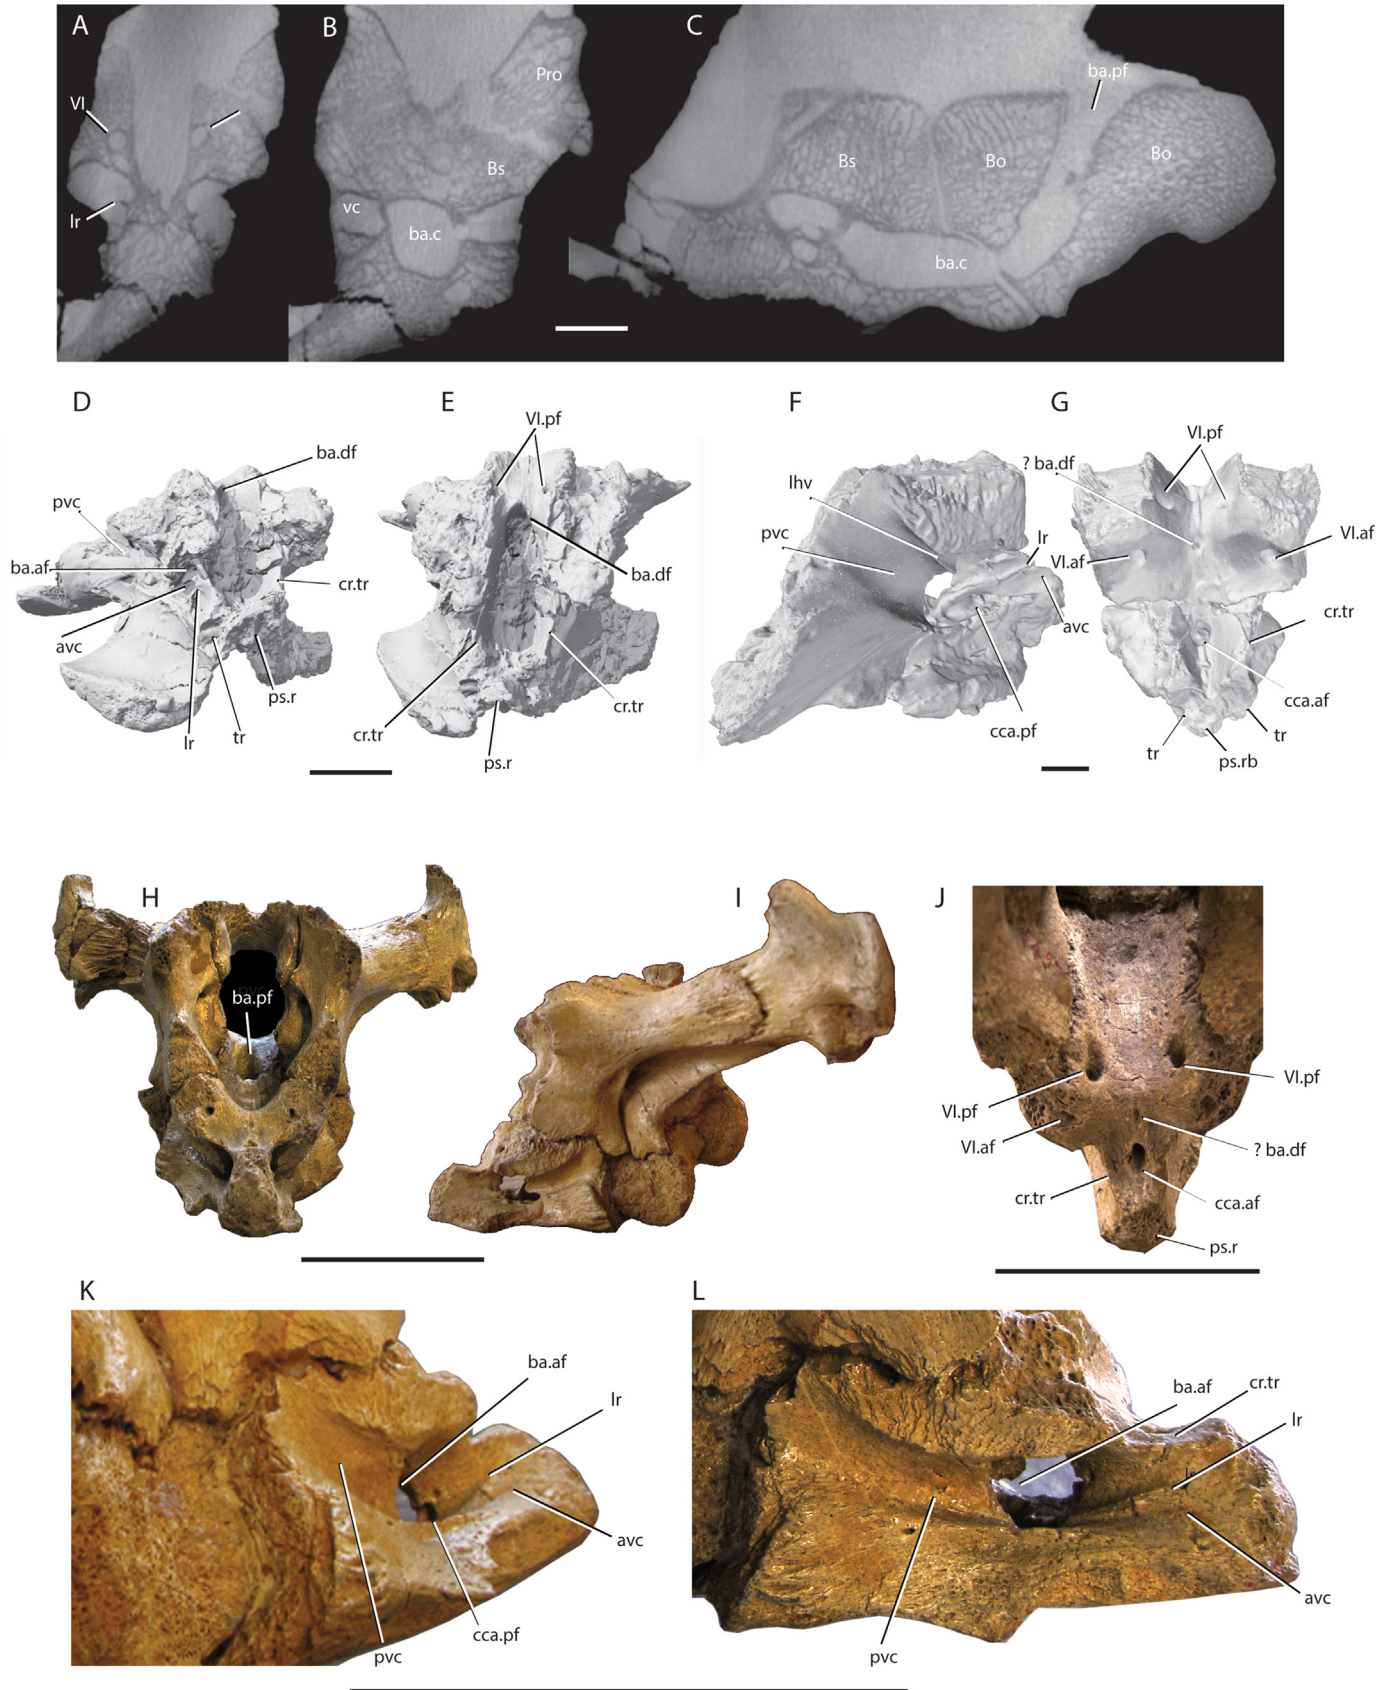 A
B
C
VI
lr
Pro
Bs
vc
ba.c
ba.pf
Bs
Bo
Bo
ba.c
D
E
F
G
ba.df
pvc
ba.af
avc
cr.tr
ps.r
lr
tr
VI.pf
ba.df
cr.tr
cr.tr
ps.r
lhv
pvc
lr
avc
cca.pf
VI.pf
? ba.df
VI.af
VI.af
cr.tr
cca.af
tr
tr
ps.rb
H
I
J
pvc
ba.pf
VI.pf
VI.pf
VI.af
? ba.df
cr.tr
cca.af
ps.r
K
L
ba.af
lr
avc
cca.pf
pvc
ba.af
cr.tr
lr
avc
pvc